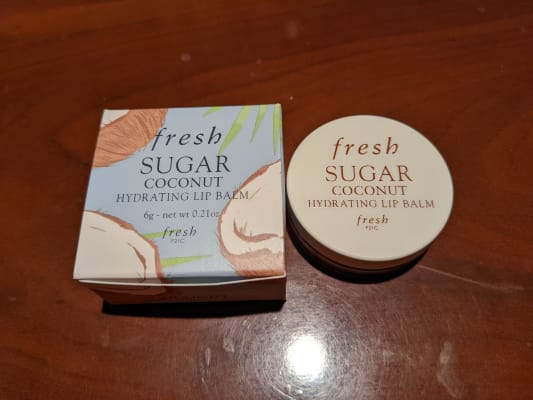 fresh
SUGAR
COCONUT
HYDRATING LIP BALM
6g - net wt 0.21oz
fresh
fresh
SUGAR
COCONUT
HYDRATING LIP BALM
fresh